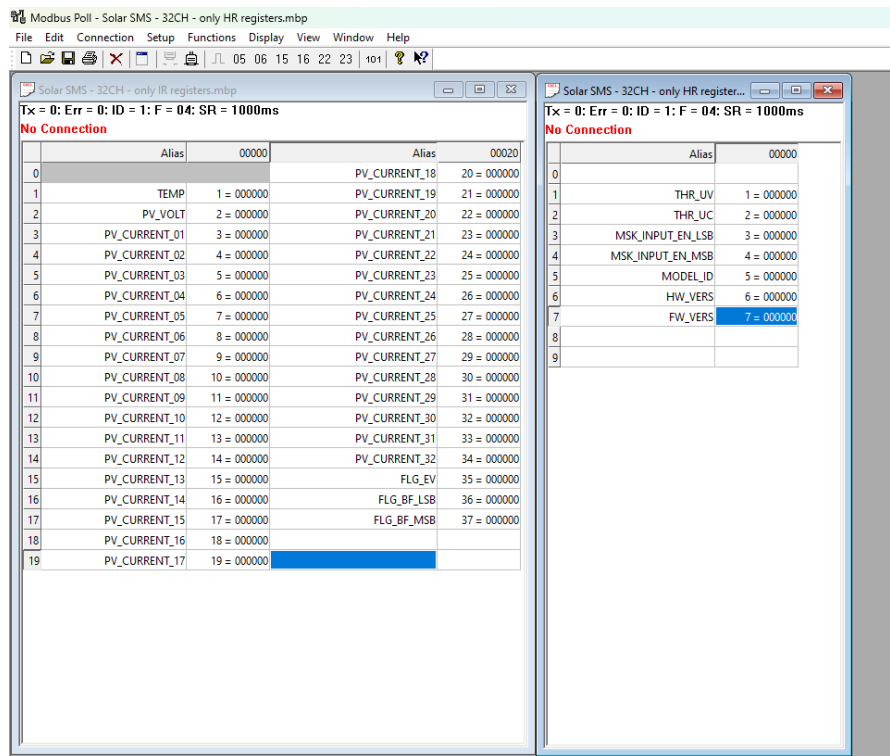 Modbus Poll - Solar SMS - 32CH - only HR registers.mbp
File Edit Connection Setup Functions Display View Window Help
05 06 15 16 22 23 101
Solar SMS - 32CH - only IR registers.mbp
Tx = 0: Err = 0: ID = 1: F = 04: SR = 1000ms
No Connection
Alias 00000 Alias 00020
0 PV_CURRENT_18 20 = 000000
1 TEMP 1 = 000000 PV_CURRENT_19 21 = 000000
2 PV_VOLT 2 = 000000 PV_CURRENT_20 22 = 000000
3 PV_CURRENT_01 3 = 000000 PV_CURRENT_21 23 = 000000
4 PV_CURRENT_02 4 = 000000 PV_CURRENT_22 24 = 000000
5 PV_CURRENT_03 5 = 000000 PV_CURRENT_23 25 = 000000
6 PV_CURRENT_04 6 = 000000 PV_CURRENT_24 26 = 000000
7 PV_CURRENT_05 7 = 000000 PV_CURRENT_25 27 = 000000
8 PV_CURRENT_06 8 = 000000 PV_CURRENT_26 28 = 000000
9 PV_CURRENT_07 9 = 000000 PV_CURRENT_27 29 = 000000
10 PV_CURRENT_08 10 = 000000 PV_CURRENT_28 30 = 000000
11 PV_CURRENT_09 11 = 000000 PV_CURRENT_29 31 = 000000
12 PV_CURRENT_10 12 = 000000 PV_CURRENT_30 32 = 000000
13 PV_CURRENT_11 13 = 000000 PV_CURRENT_31 33 = 000000
14 PV_CURRENT_12 14 = 000000 PV_CURRENT_32 34 = 000000
15 PV_CURRENT_13 15 = 000000 FLG_EV 35 = 000000
16 PV_CURRENT_14 16 = 000000 FLG_BF_LSB 36 = 000000
17 PV_CURRENT_15 17 = 000000 FLG_BF_MSB 37 = 000000
18 PV_CURRENT_16 18 = 000000
19 PV_CURRENT_17 19 = 000000
Solar SMS - 32CH - only HR register...
Tx = 0: Err = 0: ID = 1: F = 04: SR = 1000ms
No Connection
Alias 00000
0
1 THR_UV 1 = 000000
2 THR_UC 2 = 000000
3 MSK_INPUT_EN_LSB 3 = 000000
4 MSK_INPUT_EN_MSB 4 = 000000
5 MODEL_ID 5 = 000000
6 HW_VERS 6 = 000000
7 FW_VERS 7 = 000000
8
9